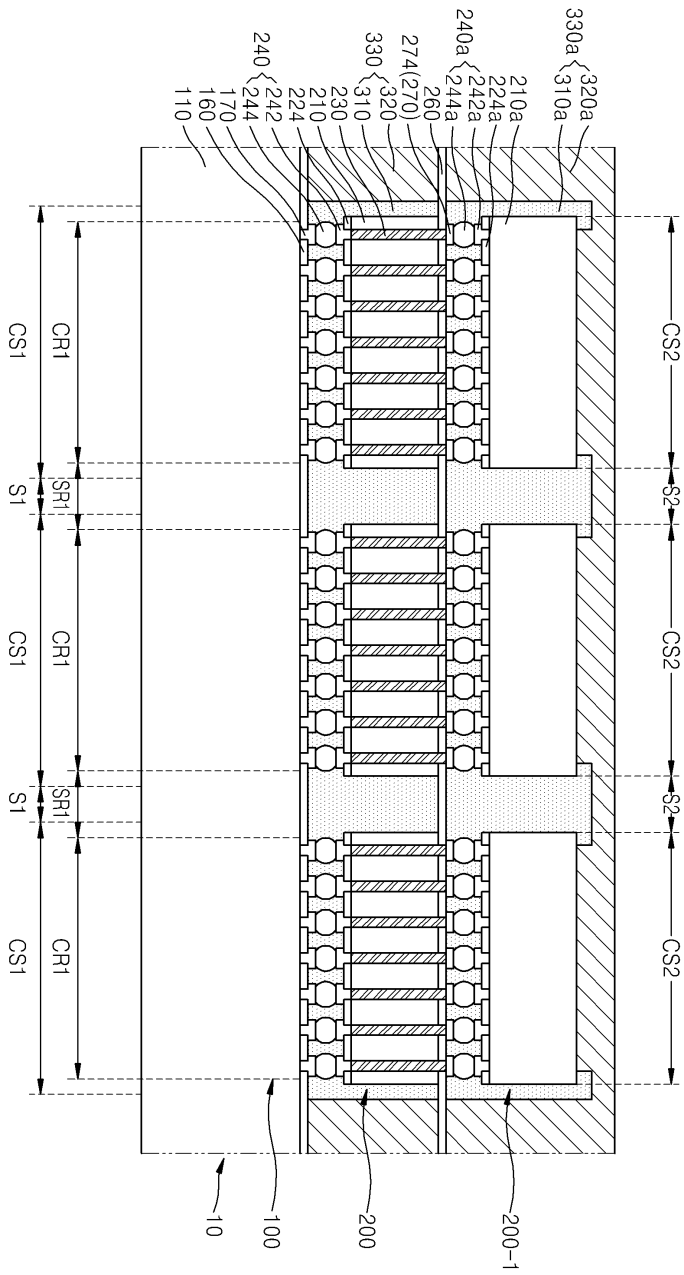 CS2 S2 CS2 S2 CS2
330a { 320a
310a
210a
224a
240a { 242a
244a
274(270)
260
330 { 320
310
230
210
224
240 { 242
244
170
160
110
200-1
200
100
10
CR1 SR1 CR1 SR1 CR1
CS1 S1 CS1 S1 CS1